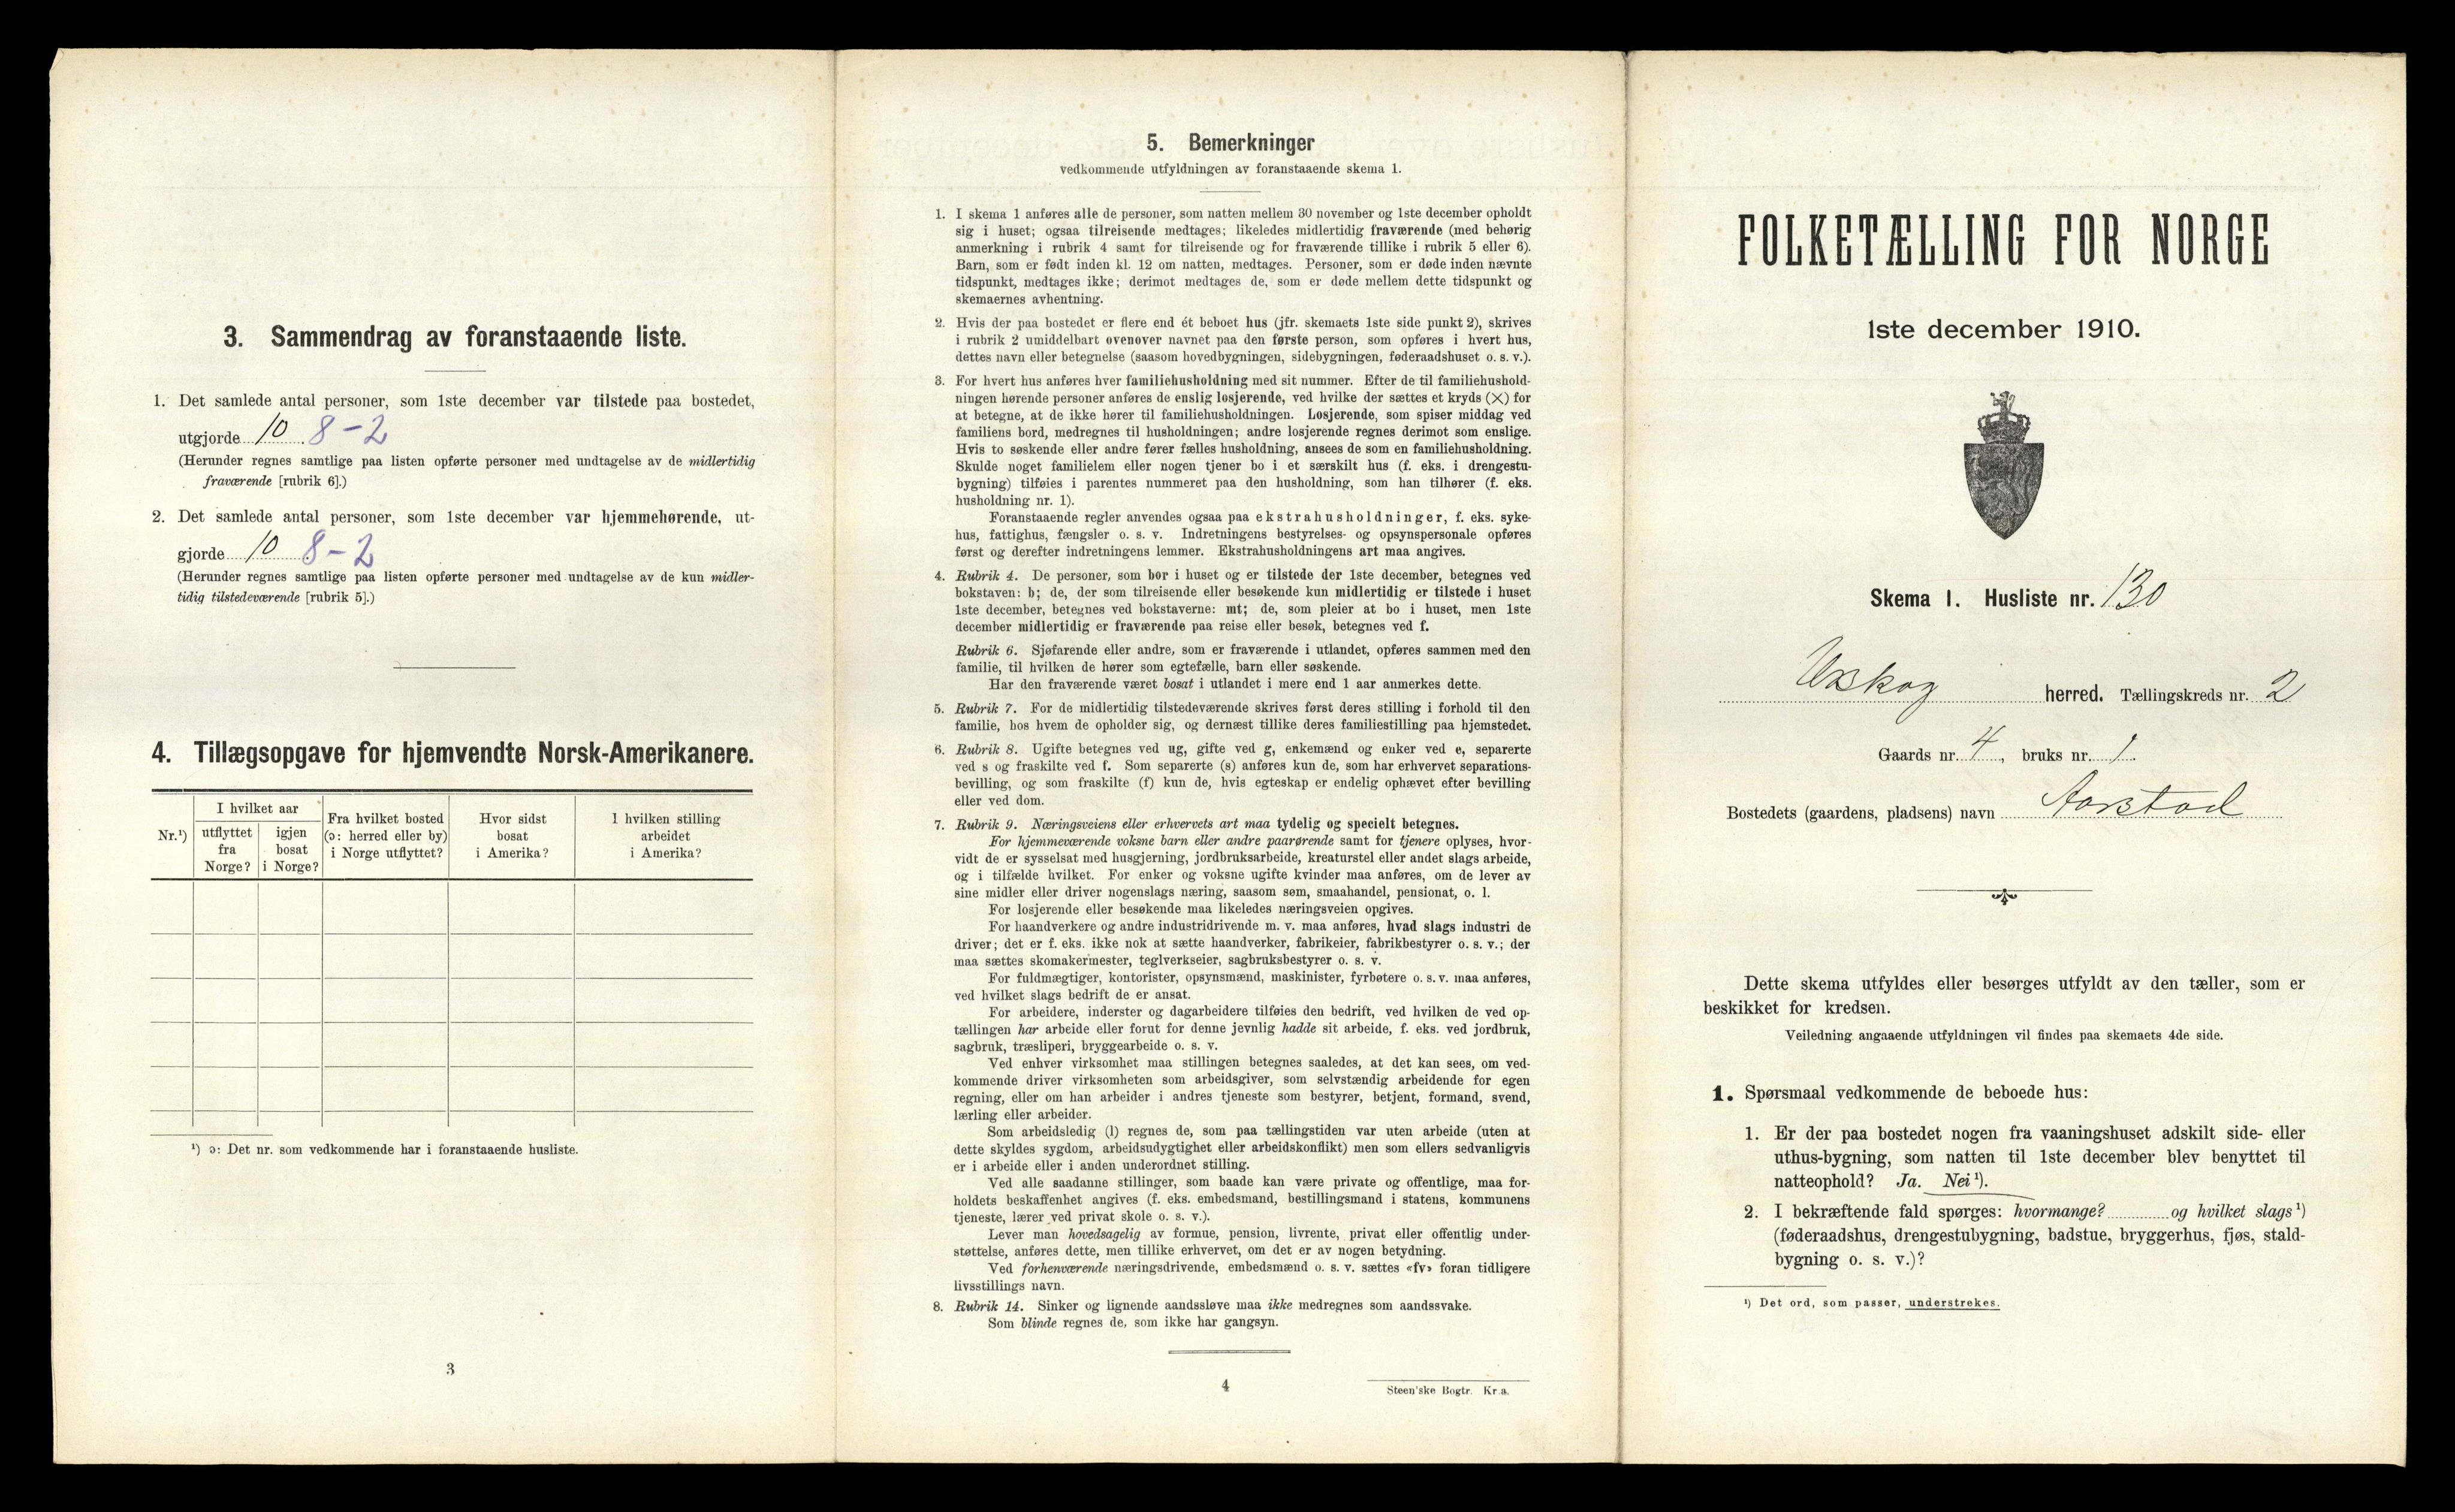 3. Sammendrag av foranstaaende liste.
1. Det samlede antal personer, som 1ste december var tilstede paa bostedet,
utgjorde 10 8-2
(Herunder regnes samtlige paa listen opførte personer med undtagelse av de midlertidig
fraværende [rubrik 6].)
2. Det samlede antal personer, som 1ste december var hjemmehørende, ut-
gjorde 10 8-2
(Herunder regnes samtlige paa listen opførte personer med undtagelse av de kun midler-
tidig tilstedeværende [rubrik 5].)
4. Tillægsopgave for hjemvendte Norsk-Amerikanere.
Nr.¹)
I hvilket aar
utflyttet
fra
Norge?
igjen
bosat
i Norge?
Fra hvilket bosted
(ɔ: herred eller by)
i Norge utflyttet?
Hvor sidst
bosat
i Amerika?
I hvilken stilling
arbeidet
i Amerika?
¹) ɔ: Det nr. som vedkommende har i foranstaaende husliste.
3
5. Bemerkninger
vedkommende utfyldningen av foranstaaende skema 1.
1. I skema 1 anføres alle de personer, som natten mellem 30 november og 1ste december opholdt
sig i huset; ogsaa tilreisende medtages; likeledes midlertidig fraværende (med behørig
anmerkning i rubrik 4 samt for tilreisende og for fraværende tillike i rubrik 5 eller 6).
Barn, som er født inden kl. 12 om natten, medtages. Personer, som er døde inden nævnte
tidspunkt, medtages ikke; derimot medtages de, som er døde mellem dette tidspunkt og
skemaernes avhentning.
2. Hvis der paa bostedet er flere end ét beboet hus (jfr. skemaets 1ste side punkt 2), skrives
i rubrik 2 umiddelbart ovenover navnet paa den første person, som opføres i hvert hus,
dettes navn eller betegnelse (saasom hovedbygningen, sidebygningen, føderaadshuset o. s. v.).
3. For hvert hus anføres hver familiehusholdning med sit nummer. Efter de til familiehushold-
ningen hørende personer anføres de enslig losjerende, ved hvilke der sættes et kryds (×) for
at betegne, at de ikke hører til familiehusholdningen. Losjerende, som spiser middag ved
familiens bord, medregnes til husholdningen; andre losjerende regnes derimot som enslige.
Hvis to søskende eller andre fører fælles husholdning, ansees de som en familiehusholdning.
Skulde noget familielem eller nogen tjener bo i et særskilt hus (f. eks. i drengestu-
bygning) tilføies i parentes nummeret paa den husholdning, som han tilhører (f. eks.
husholdning nr. 1).
Foranstaaende regler anvendes ogsaa paa ekstrahusholdninger, f. eks. syke-
hus, fattighus, fængsler o. s. v. Indretningens bestyrelses- og opsynspersonale opføres
først og derefter indretningens lemmer. Ekstrahusholdningens art maa angives.
4. Rubrik 4. De personer, som bor i huset og er tilstede der 1ste december, betegnes ved
bokstaven: b; de, der som tilreisende eller besøkende kun midlertidig er tilstede i huset
1ste december, betegnes ved bokstaverne: mt; de, som pleier at bo i huset, men 1ste
december midlertidig er fraværende paa reise eller besøk, betegnes ved f.
Rubrik 6. Sjøfarende eller andre, som er fraværende i utlandet, opføres sammen med den
familie, til hvilken de hører som egtefælle, barn eller søskende.
Har den fraværende været bosat i utlandet i mere end 1 aar anmerkes dette.
5. Rubrik 7. For de midlertidig tilstedeværende skrives først deres stilling i forhold til den
familie, hos hvem de opholder sig, og dernæst tillike deres familiestilling paa hjemstedet.
6. Rubrik 8. Ugifte betegnes ved ug, gifte ved g, enkemænd og enker ved e, separerte
ved s og fraskilte ved f. Som separerte (s) anføres kun de, som har erhvervet separations-
bevilling, og som fraskilte (f) kun de, hvis egteskap er endelig ophævet efter bevilling
eller ved dom.
7. Rubrik 9. Næringsveiens eller erhvervets art maa tydelig og specielt betegnes.
For hjemmeværende voksne barn eller andre paarørende samt for tjenere oplyses, hvor-
vidt de er sysselsat med husgjerning, jordbruksarbeide, kreaturstel eller andet slags arbeide,
og i tilfælde hvilket. For enker og voksne ugifte kvinder maa anføres, om de lever av
sine midler eller driver nogenslags næring, saasom søm, smaahandel, pensionat, o. l.
For losjerende eller besøkende maa likeledes næringsveien opgives.
For haandverkere og andre industridrivende m. v. maa anføres, hvad slags industri de
driver; det er f. eks. ikke nok at sætte haandverker, fabrikeier, fabrikbestyrer o. s. v.; der
maa sættes skomakermester, teglverkseier, sagbruksbestyrer o. s. v.
For fuldmægtiger, kontorister, opsynsmænd, maskinister, fyrbøtere o. s. v. maa anføres,
ved hvilket slags bedrift de er ansat.
For arbeidere, inderster og dagarbeidere tilføies den bedrift, ved hvilken de ved op-
tællingen har arbeide eller forut for denne jevnlig hadde sit arbeide, f. eks. ved jordbruk,
sagbruk, træsliperi, bryggearbeide o. s. v.
Ved enhver virksomhet maa stillingen betegnes saaledes, at det kan sees, om ved-
kommende driver virksomheten som arbeidsgiver, som selvstændig arbeidende for egen
regning, eller om han arbeider i andres tjeneste som bestyrer, betjent, formand, svend,
lærling eller arbeider.
Som arbeidsledig (l) regnes de, som paa tællingstiden var uten arbeide (uten at
dette skyldes sygdom, arbeidsudygtighet eller arbeidskonflikt) men som ellers sedvanligvis
er i arbeide eller i anden underordnet stilling.
Ved alle saadanne stillinger, som baade kan være private og offentlige, maa for-
holdets beskaffenhet angives (f. eks. embedsmand, bestillingsmand i statens, kommunens
tjeneste, lærer ved privat skole o. s. v.).
Lever man hovedsagelig av formue, pension, livrente, privat eller offentlig under-
støttelse, anføres dette, men tillike erhvervet, om det er av nogen betydning.
Ved forhenværende næringsdrivende, embedsmænd o. s. v. sættes «fv» foran tidligere
livsstillings navn.
8. Rubrik 14. Sinker og lignende aandssløve maa ikke medregnes som aandssvake.
Som blinde regnes de, som ikke har gangsyn.
4
Steen'ske Bogtr. Kr.a.
FOLKETÆLLING FOR NORGE
1ste december 1910.
Skema 1. Husliste nr. 130
Urskog herred. Tællingskreds nr. 2
Gaards nr. 4, bruks nr. 1.
Bostedets (gaardens, pladsens) navn Aarstad
Dette skema utfyldes eller besørges utfyldt av den tæller, som er
beskikket for kredsen.
Veiledning angaaende utfyldningen vil findes paa skemaets 4de side.
1. Spørsmaal vedkommende de beboede hus:
1. Er der paa bostedet nogen fra vaaningshuset adskilt side- eller
uthus-bygning, som natten til 1ste december blev benyttet til
natteophold? Ja. Nei¹).
2. I bekræftende fald spørges: hvormange? og hvilket slags¹)
(føderaadshus, drengestubygning, badstue, bryggerhus, fjøs, stald-
bygning o. s. v.)?
¹) Det ord, som passer, understrekes.